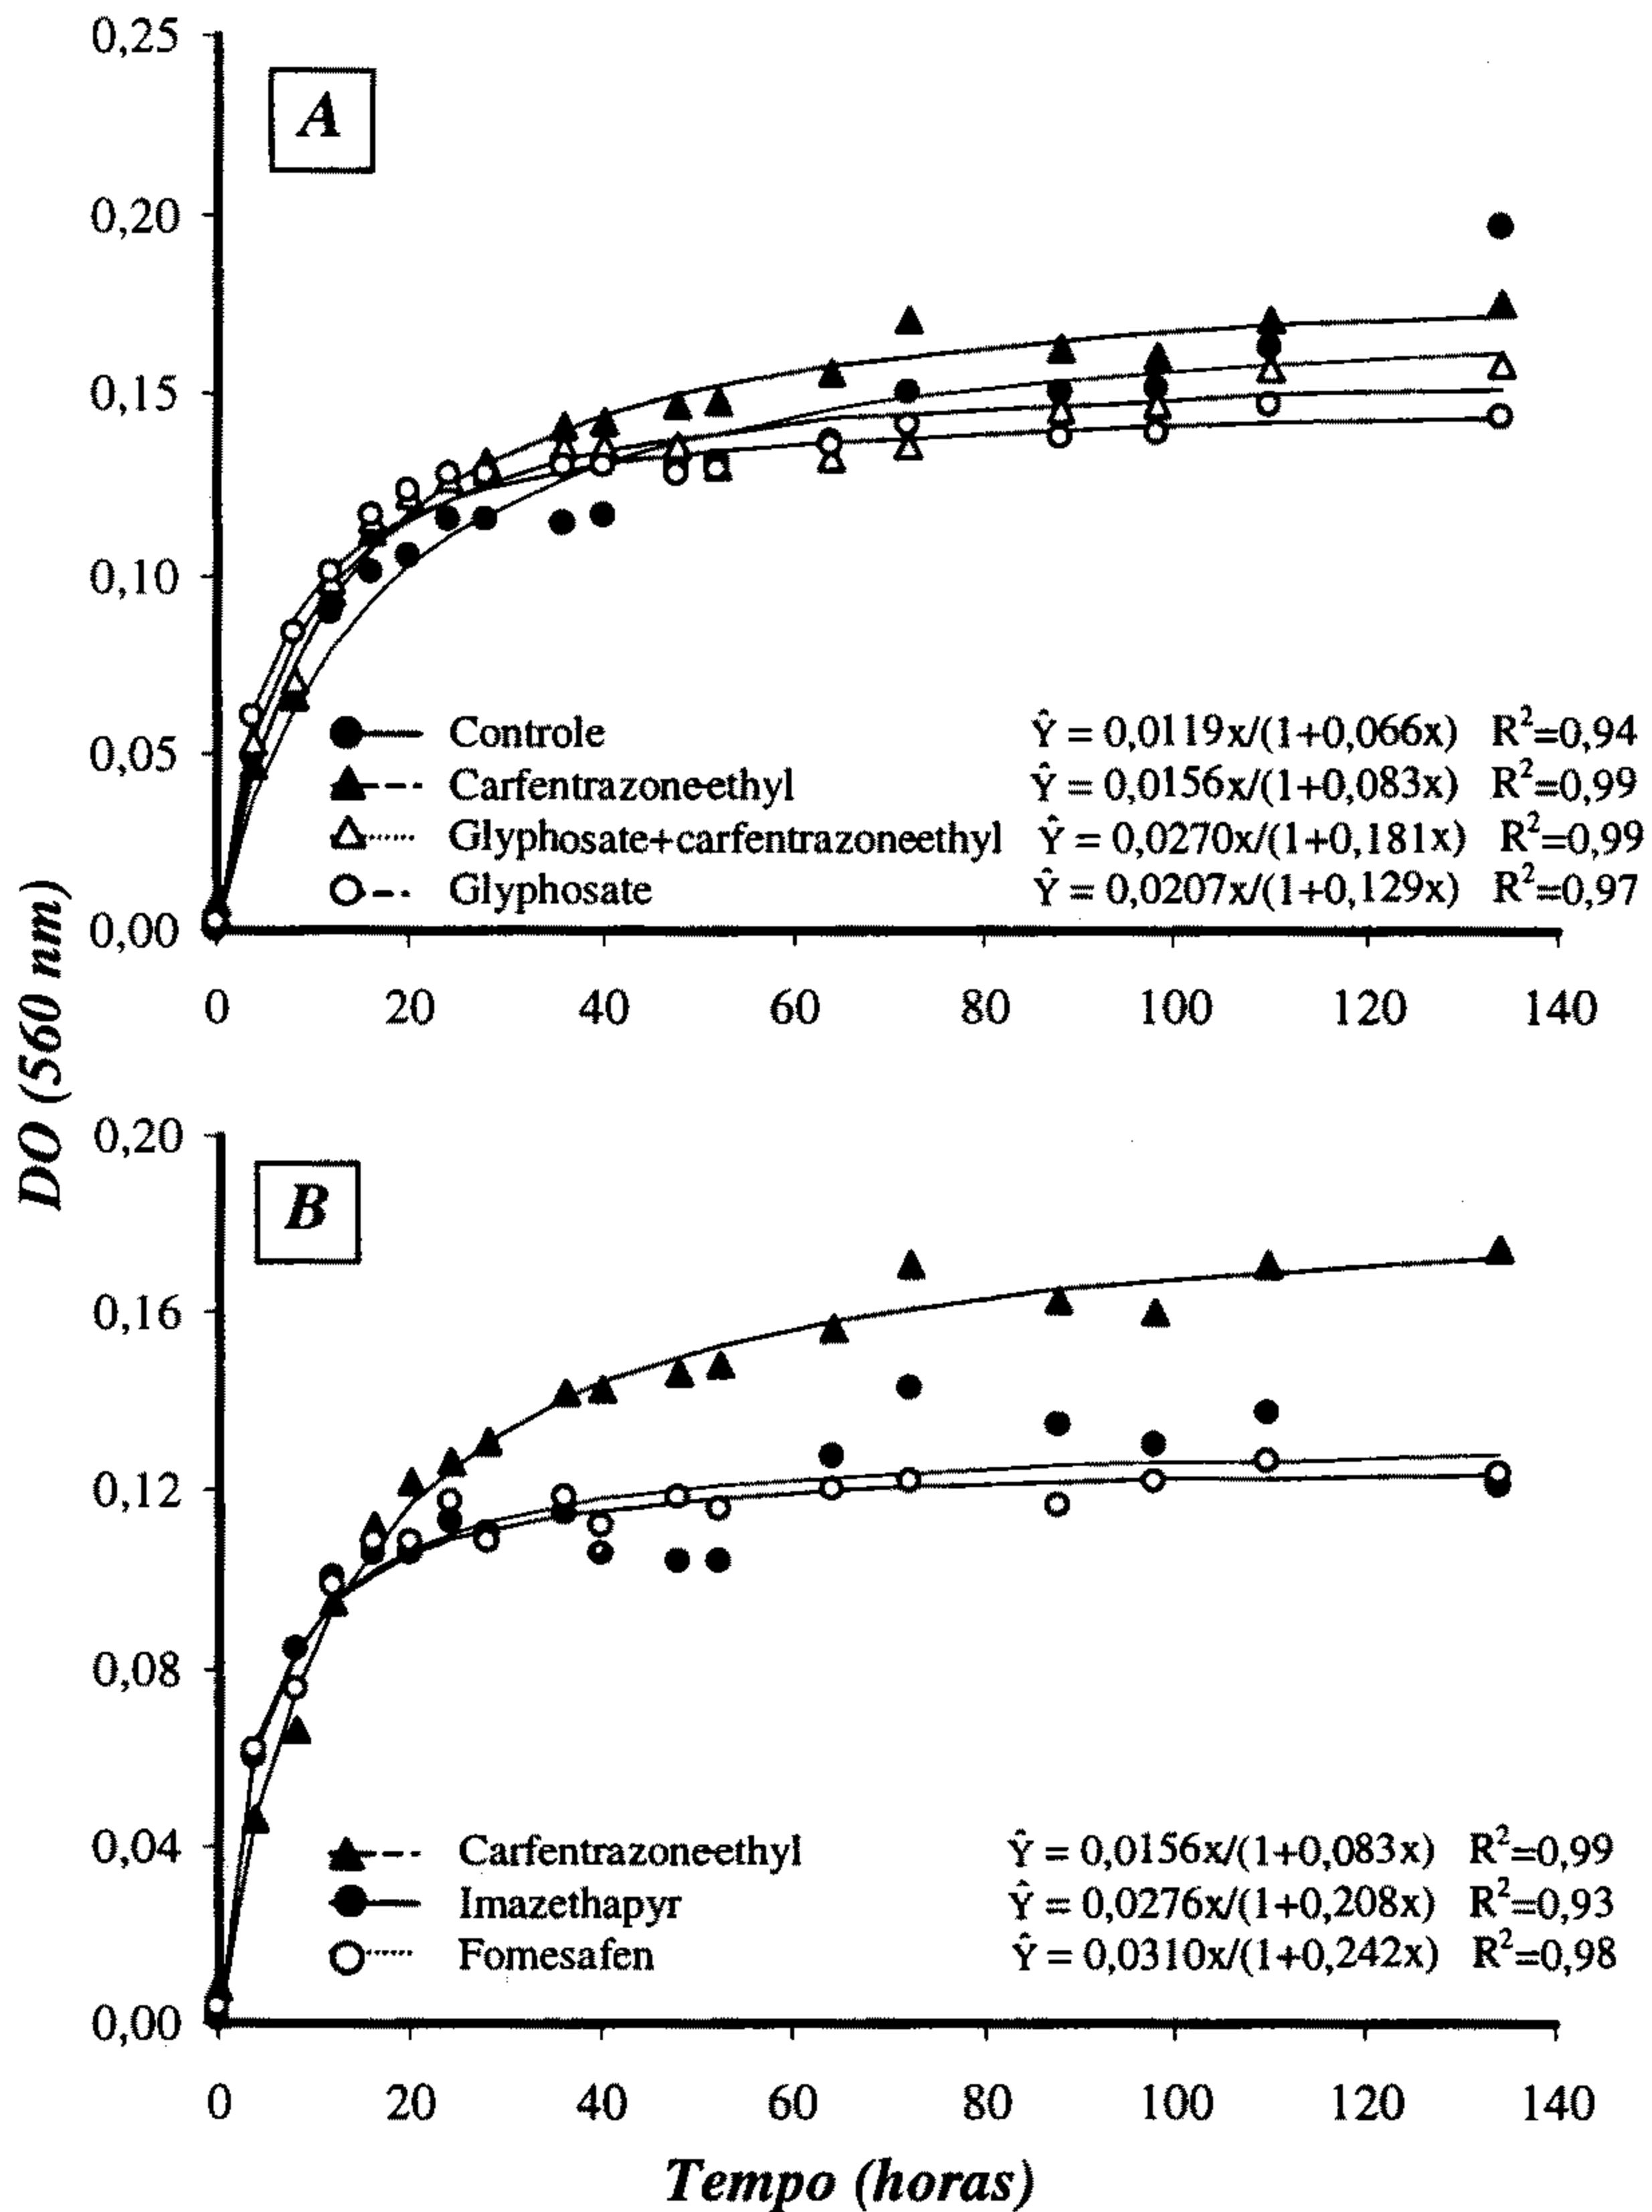 0,25
A
0,20
0,15
0,10
Controle Ŷ = 0,0119x/(1+0,066x) R²=0,94
0,05
Carfentrazone-ethyl Ŷ = 0,0156x/(1+0,083x) R²=0,99
Glyphosate+carfentrazoneethyl Ŷ = 0,0270x/(1+0,181x) R²=0,99
Glyphosate Ŷ = 0,0207x/(1+0,129x) R²=0,97
0,00
0 20 40 60 80 100 120 140
DO (560 nm)
0,20
B
0,16
0,12
0,08
0,04
Carfentrazone-ethyl Ŷ = 0,0156x/(1+0,083x) R²=0,99
Imazethapyr Ŷ = 0,0276x/(1+0,208x) R²=0,93
Fomesafen Ŷ = 0,0310x/(1+0,242x) R²=0,98
0,00
0 20 40 60 80 100 120 140
Tempo (horas)